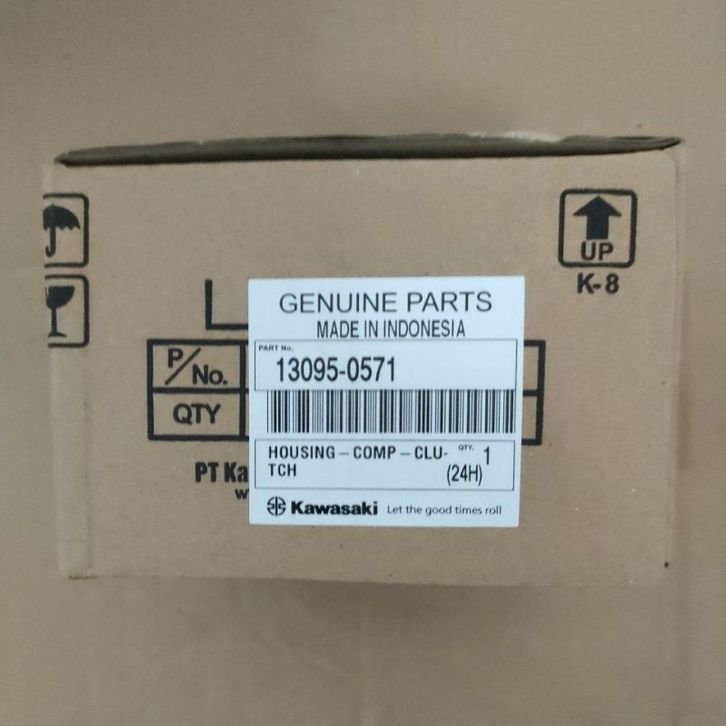 UP
K-8
GENUINE PARTS
MADE IN INDONESIA
PART No.
P/No.
13095-0571
QTY
HOUSING-COMP-CLU-
TCH
QTY. 1
(24H)
PT Ka
Kawasaki Let the good times roll